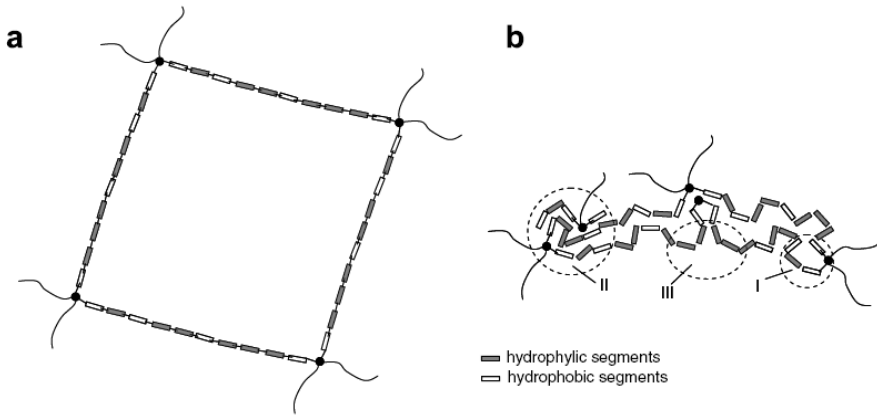 a
b
II
III
I
hydrophylic segments
hydrophobic segments